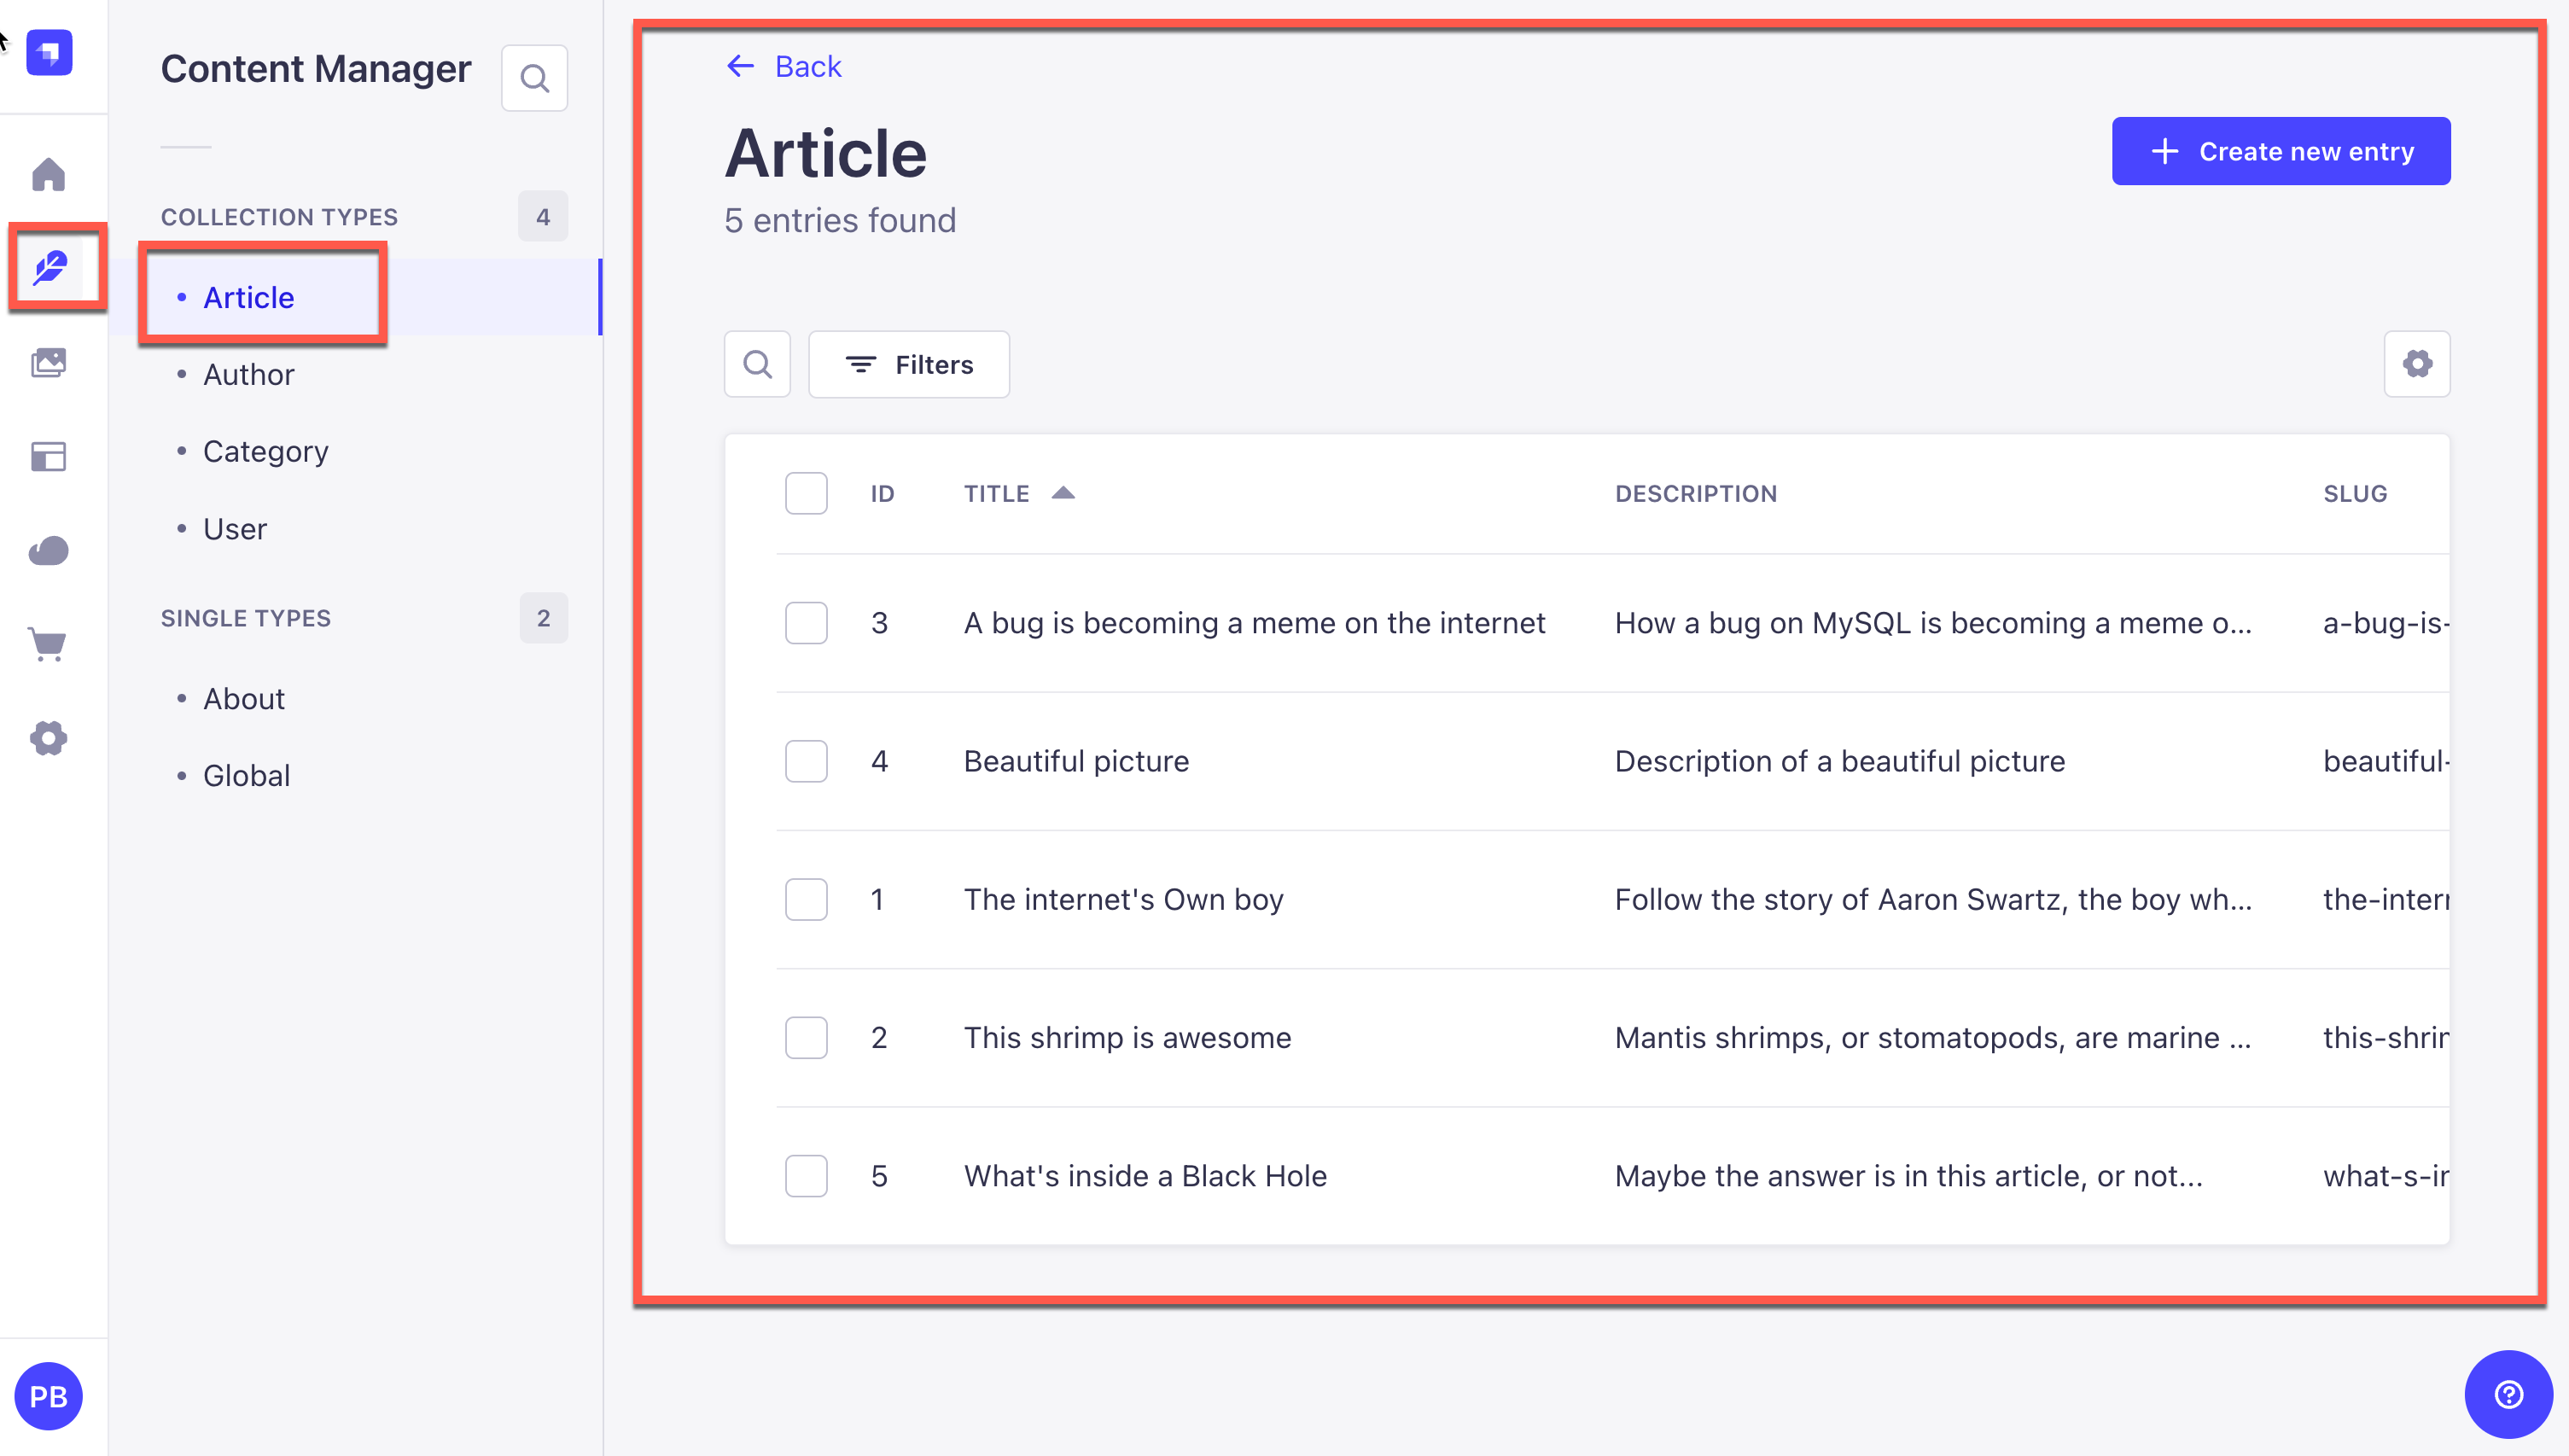 Content Manager
COLLECTION TYPES 4
Article
Author
Category
User
SINGLE TYPES 2
About
Global
PB
Back
Article
5 entries found
Create new entry
Filters
ID TITLE DESCRIPTION SLUG
3 A bug is becoming a meme on the internet How a bug on MySQL is becoming a meme o... a-bug-is-
4 Beautiful picture Description of a beautiful picture beautiful-
1 The internet's Own boy Follow the story of Aaron Swartz, the boy wh... the-inter
2 This shrimp is awesome Mantis shrimps, or stomatopods, are marine ... this-shri
5 What's inside a Black Hole Maybe the answer is in this article, or not... what-s-i